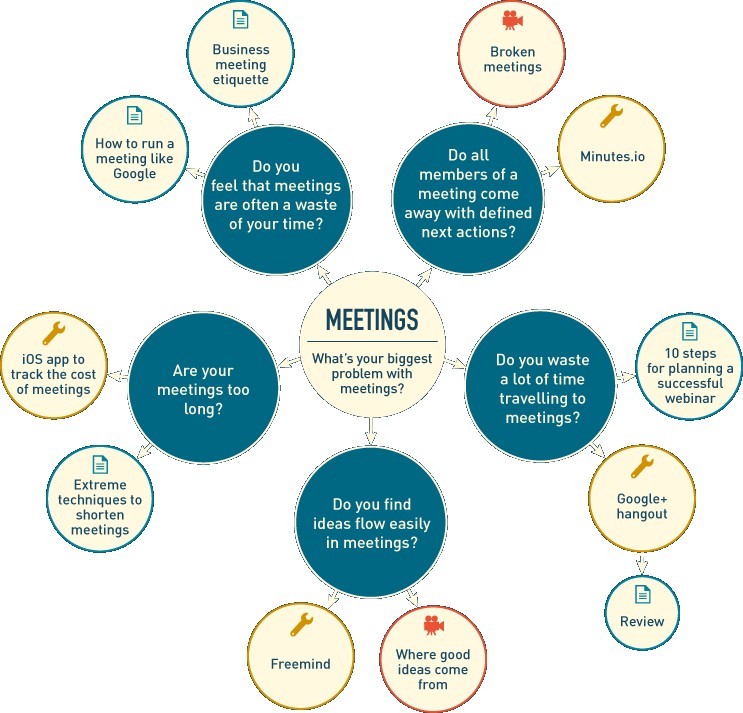 Business
meeting
etiquette
Broken
meetings
How to run a
meeting like
Google
Minutes.io
Do you
feel that meetings
are often a waste
of your time?
Do all
members of a
meeting come
away with defined
next actions?
MEETINGS
What's your biggest
problem with
meetings?
iOS app to
track the cost
of meetings
Are your
meetings too
long?
Do you waste
a lot of time
travelling to
meetings?
10 steps
for planning a
successful
webinar
Extreme
techniques to
shorten
meetings
Do you find
ideas flow easily
in meetings?
Google+
hangout
Review
Freemind
Where good
ideas come
from